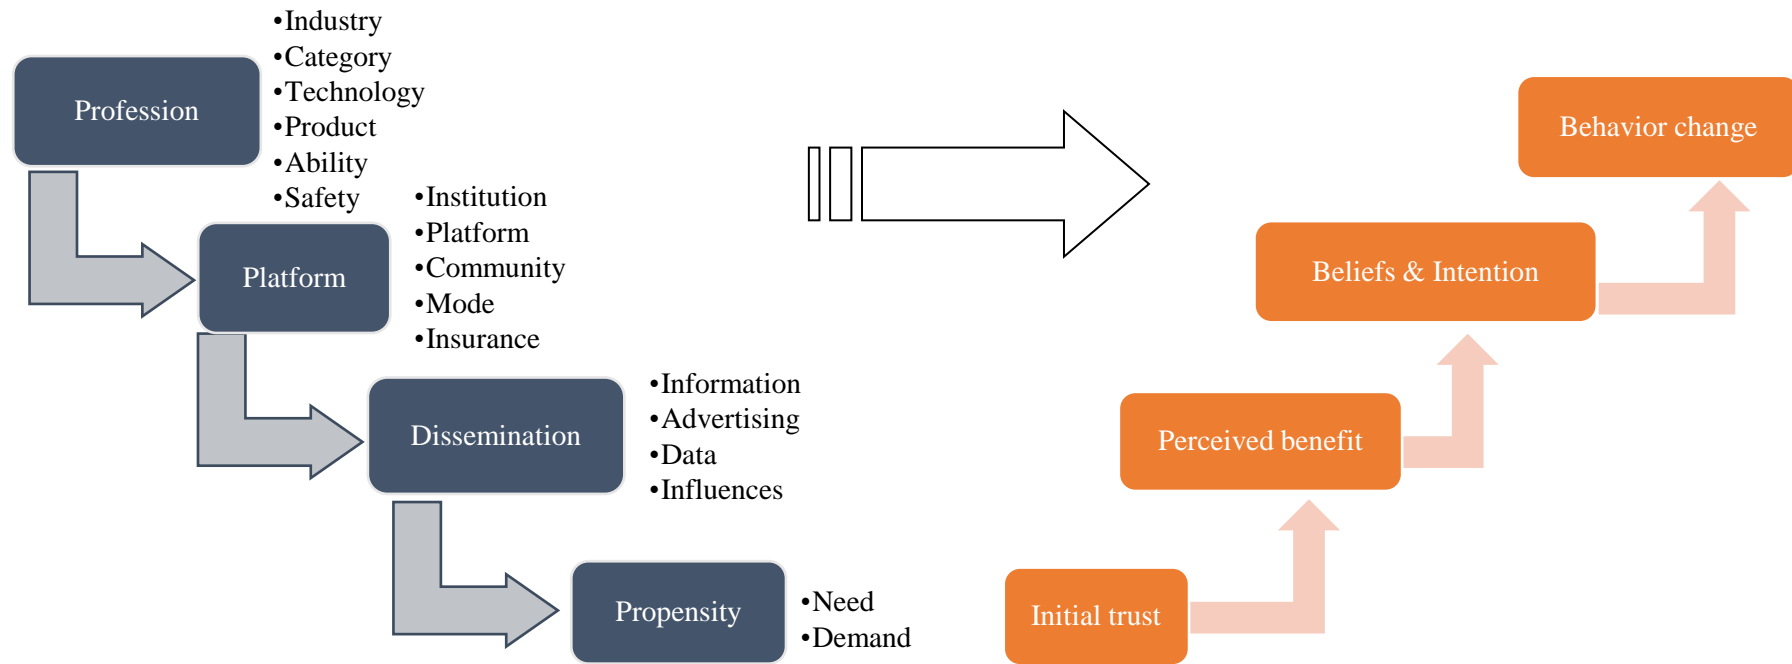 Profession
•Industry
•Category
•Technology
•Product
•Ability
•Safety
Platform
•Institution
•Platform
•Community
•Mode
•Insurance
Dissemination
•Information
•Advertising
•Data
•Influences
Propensity
•Need
•Demand
Initial trust
Perceived benefit
Beliefs & Intention
Behavior change